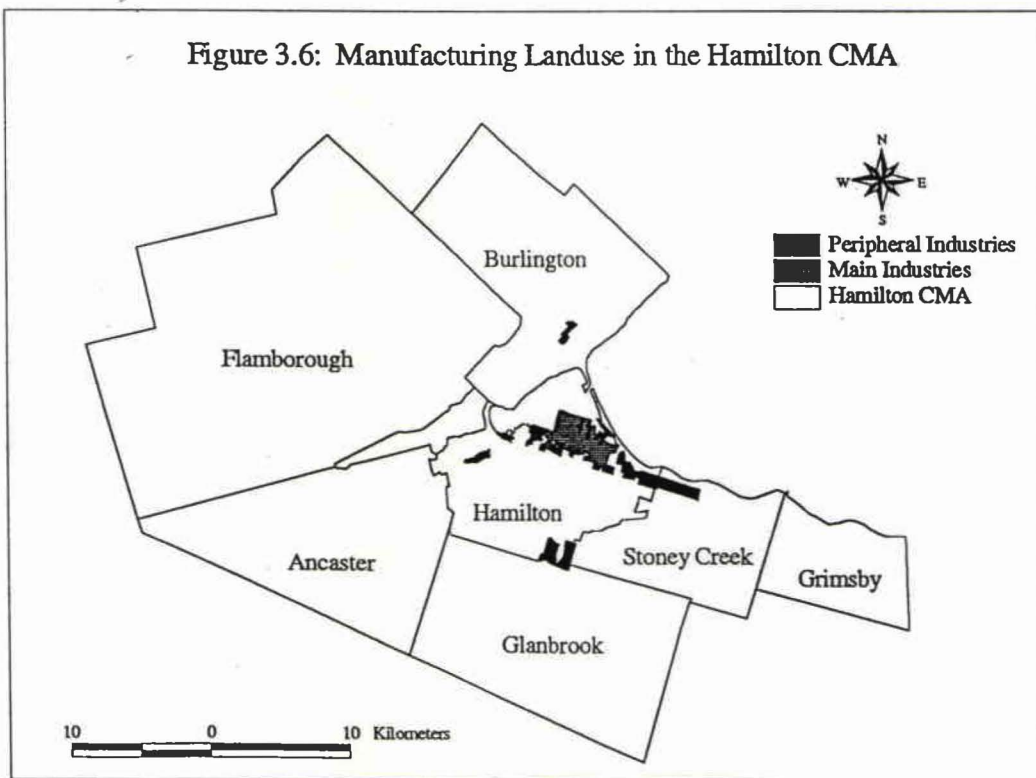 Figure 3.6: Manufacturing Landuse in the Hamilton CMA
N
W E
S
Peripheral Industries
Main Industries
Hamilton CMA
Burlington
Flamborough
Hamilton
Ancaster
Stoney Creek
Grimsby
Glanbrook
10 0 10 Kilometers